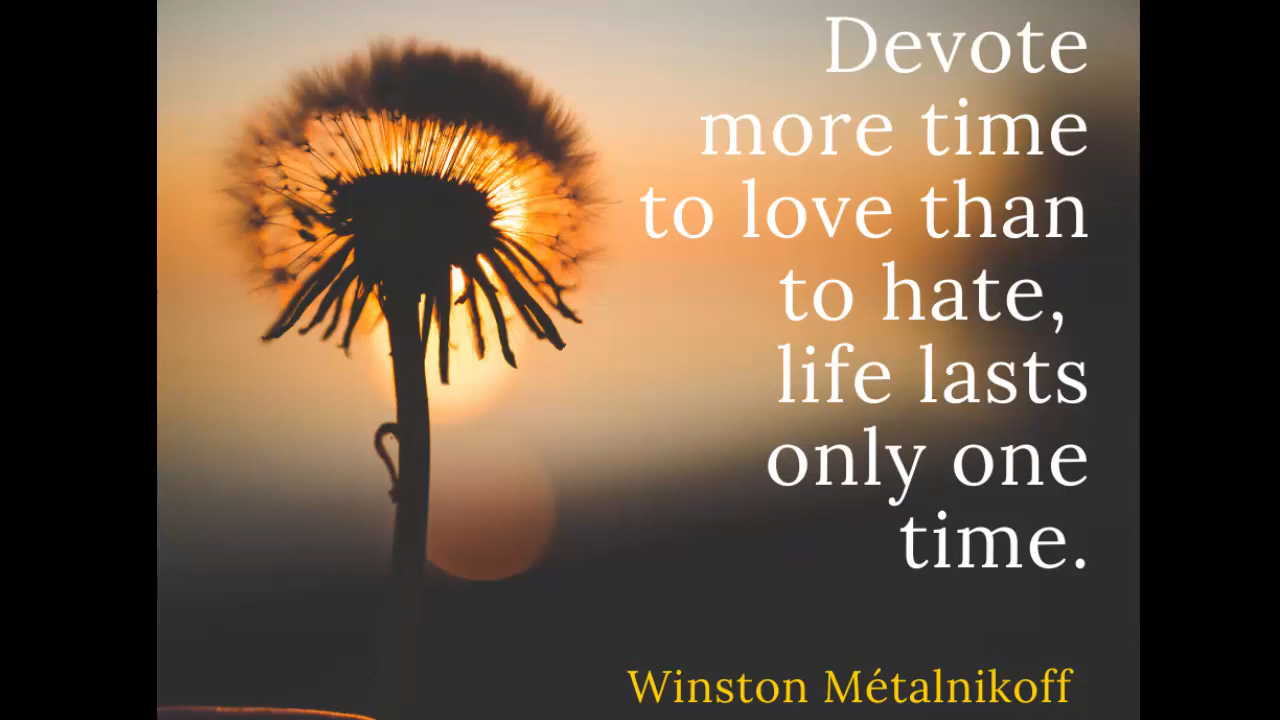 Devote
more time
to love than
to hate,
life lasts
only one
time.
Winston Métalnikoff